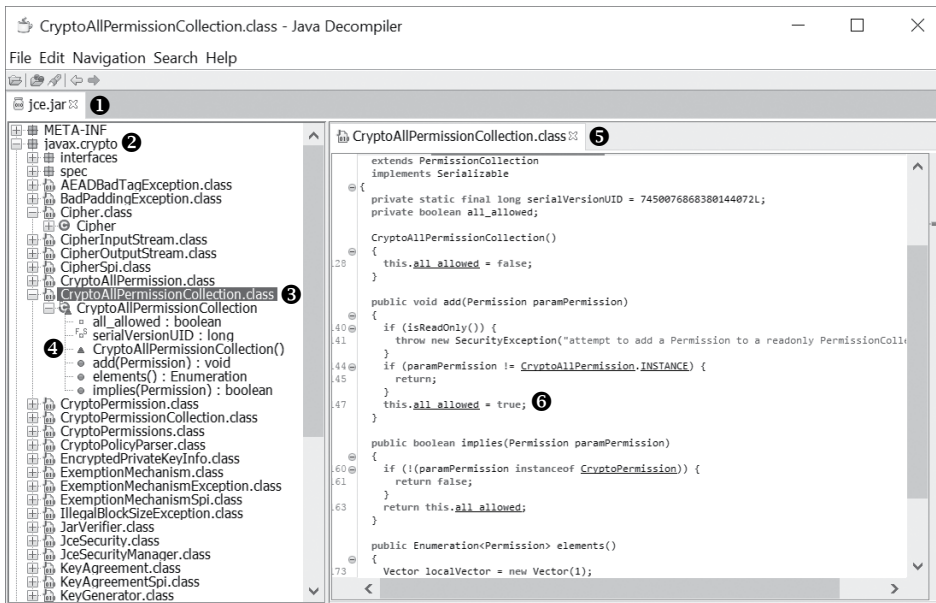 CryptoAllPermissionCollection.class - Java Decompiler
File Edit Navigation Search Help
jce.jar ❶
META-INF
javax.crypto ❷
interfaces
spec
AEADBadTagException.class
BadPaddingException.class
Cipher.class
Cipher
CipherInputStream.class
CipherOutputStream.class
CipherSpi.class
CryptoAllPermission.class
CryptoAllPermissionCollection.class ❸
CryptoAllPermissionCollection
all_allowed : boolean
serialVersionUID : long
❹ CryptoAllPermissionCollection()
add(Permission) : void
elements() : Enumeration
implies(Permission) : boolean
CryptoPermission.class
CryptoPermissionCollection.class
CryptoPermissions.class
CryptoPolicyParser.class
EncryptedPrivateKeyInfo.class
ExemptionMechanism.class
ExemptionMechanismException.class
ExemptionMechanismSpi.class
IllegalBlockSizeException.class
JarVerifier.class
JceSecurity.class
JceSecurityManager.class
KeyAgreement.class
KeyAgreementSpi.class
KeyGenerator.class
CryptoAllPermissionCollection.class ❺
extends PermissionCollection
implements Serializable
{
private static final long serialVersionUID = 7450076868380144072L;
private boolean all_allowed;
CryptoAllPermissionCollection()
{
28 this.all_allowed = false;
}
public void add(Permission paramPermission)
{
40 if (isReadOnly()) {
41 throw new SecurityException("attempt to add a Permission to a readonly PermissionColle
}
44 if (paramPermission != CryptoAllPermission.INSTANCE) {
45 return;
}
47 this.all_allowed = true; ❻
}
public boolean implies(Permission paramPermission)
{
60 if (!(paramPermission instanceof CryptoPermission)) {
61 return false;
}
63 return this.all_allowed;
}
public Enumeration<Permission> elements()
{
73 Vector localVector = new Vector(1);